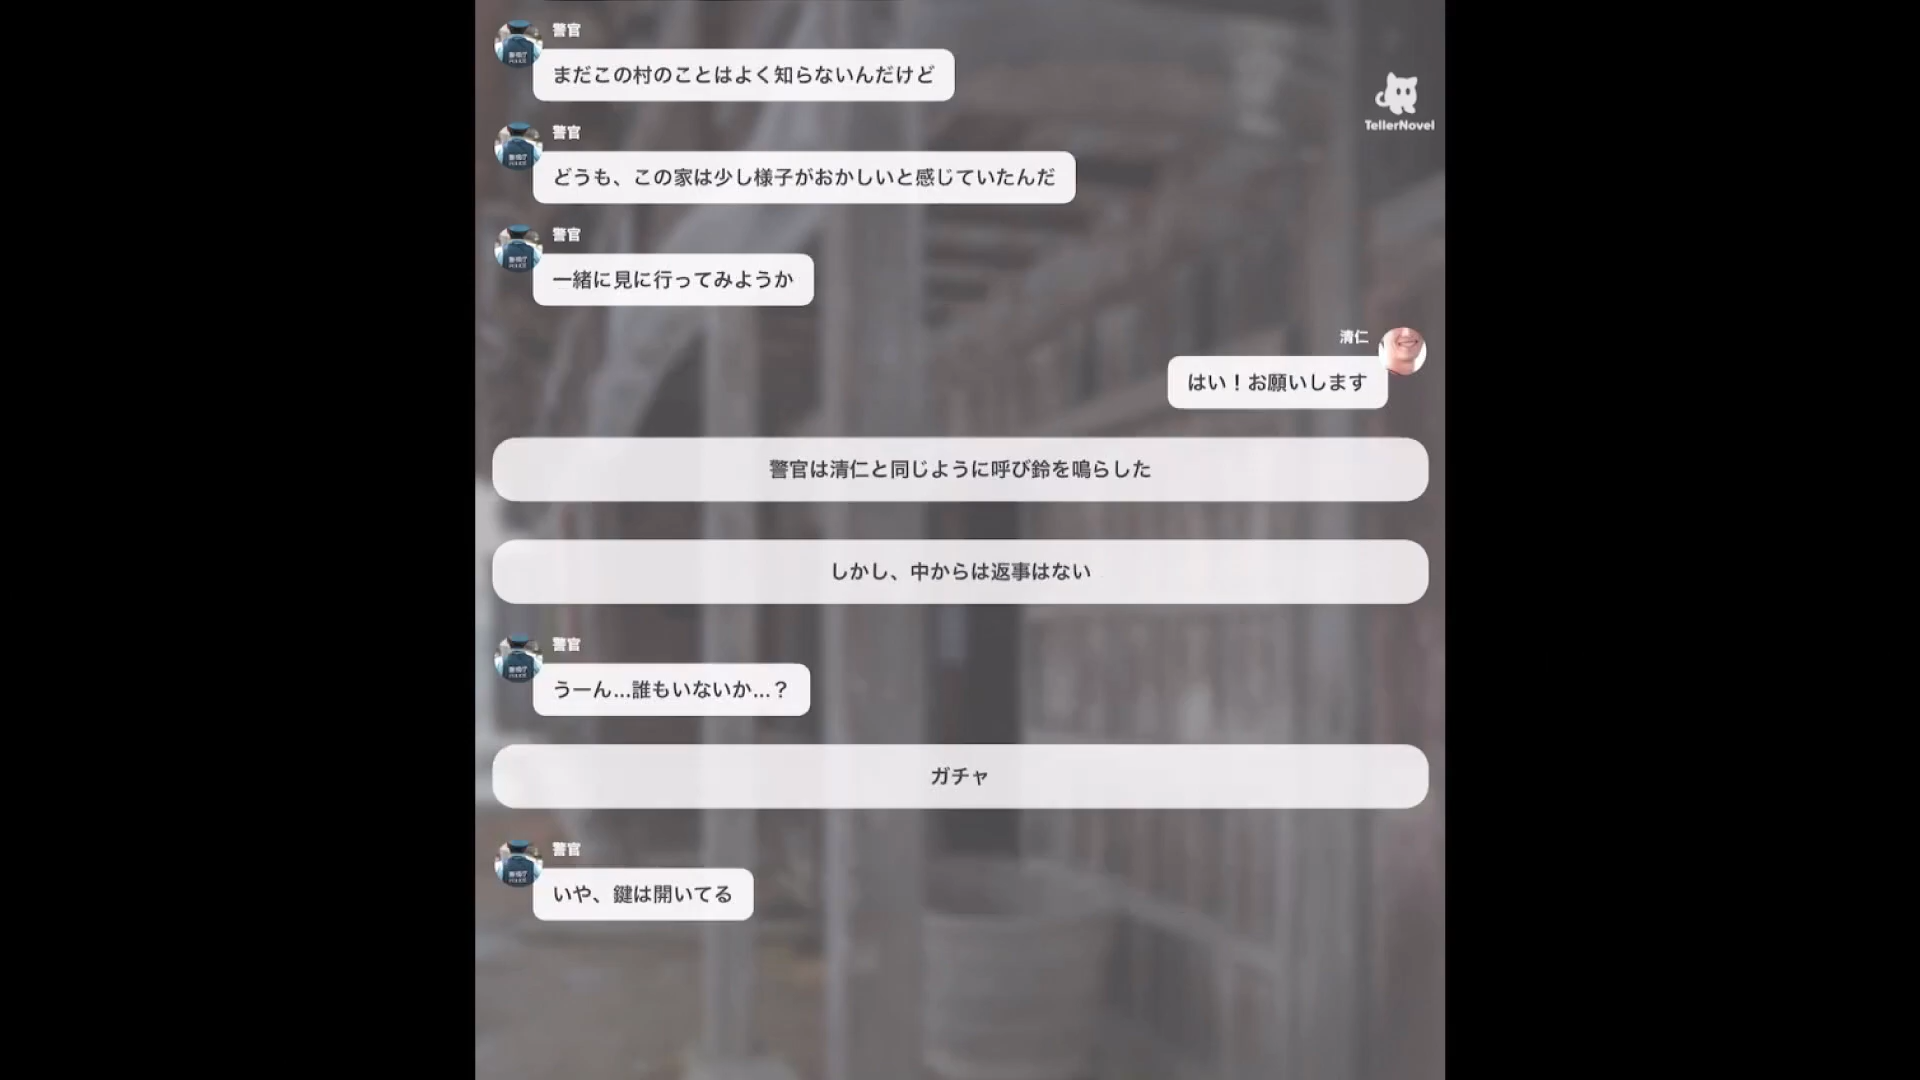 警官
まだこの村のことはよく知らないんだけど
TellerNovel
警官
どうも、この家は少し様子がおかしいと感じていたんだ
警官
一緒に見に行ってみようか
清仁
はい！お願いします
警官は清仁と同じように呼び鈴を鳴らした
しかし、中からは返事はない
警官
うーん...誰もいないか...？
ガチャ
警官
いや、鍵は開いてる